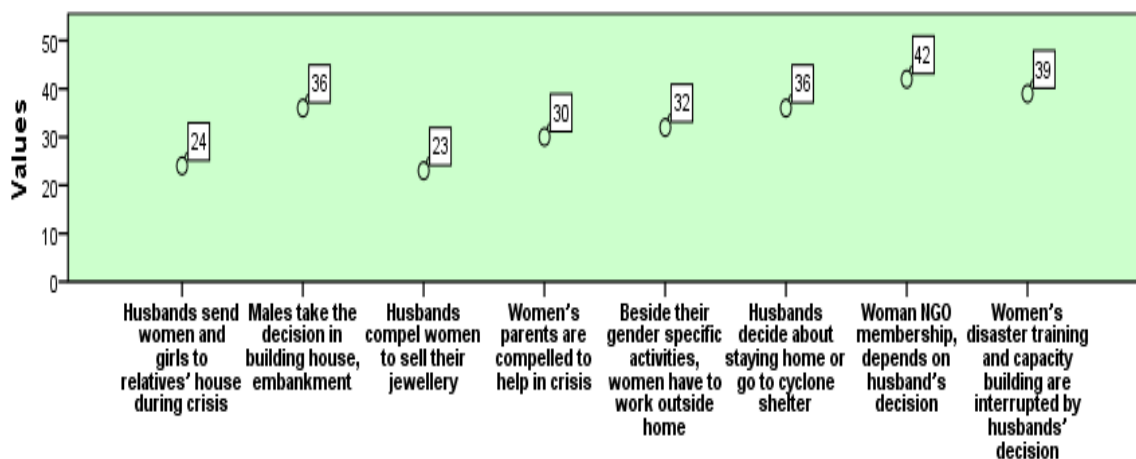 Values
50
40
30
20
10
0
24
36
23
30
32
36
42
39
Husbands send
women and
girls to
relatives' house
during crisis
Males take the
decision in
building house,
embankment
Husbands
compel women
to sell their
jewellery
Women's
parents are
compelled to
help in crisis
Beside their
gender specific
activities,
women have to
work outside
home
Husbands
decide about
staying home or
go to cyclone
shelter
Woman NGO
membership,
depends on
husband's
decision
Women's
disaster training
and capacity
building are
interrupted by
husbands'
decision